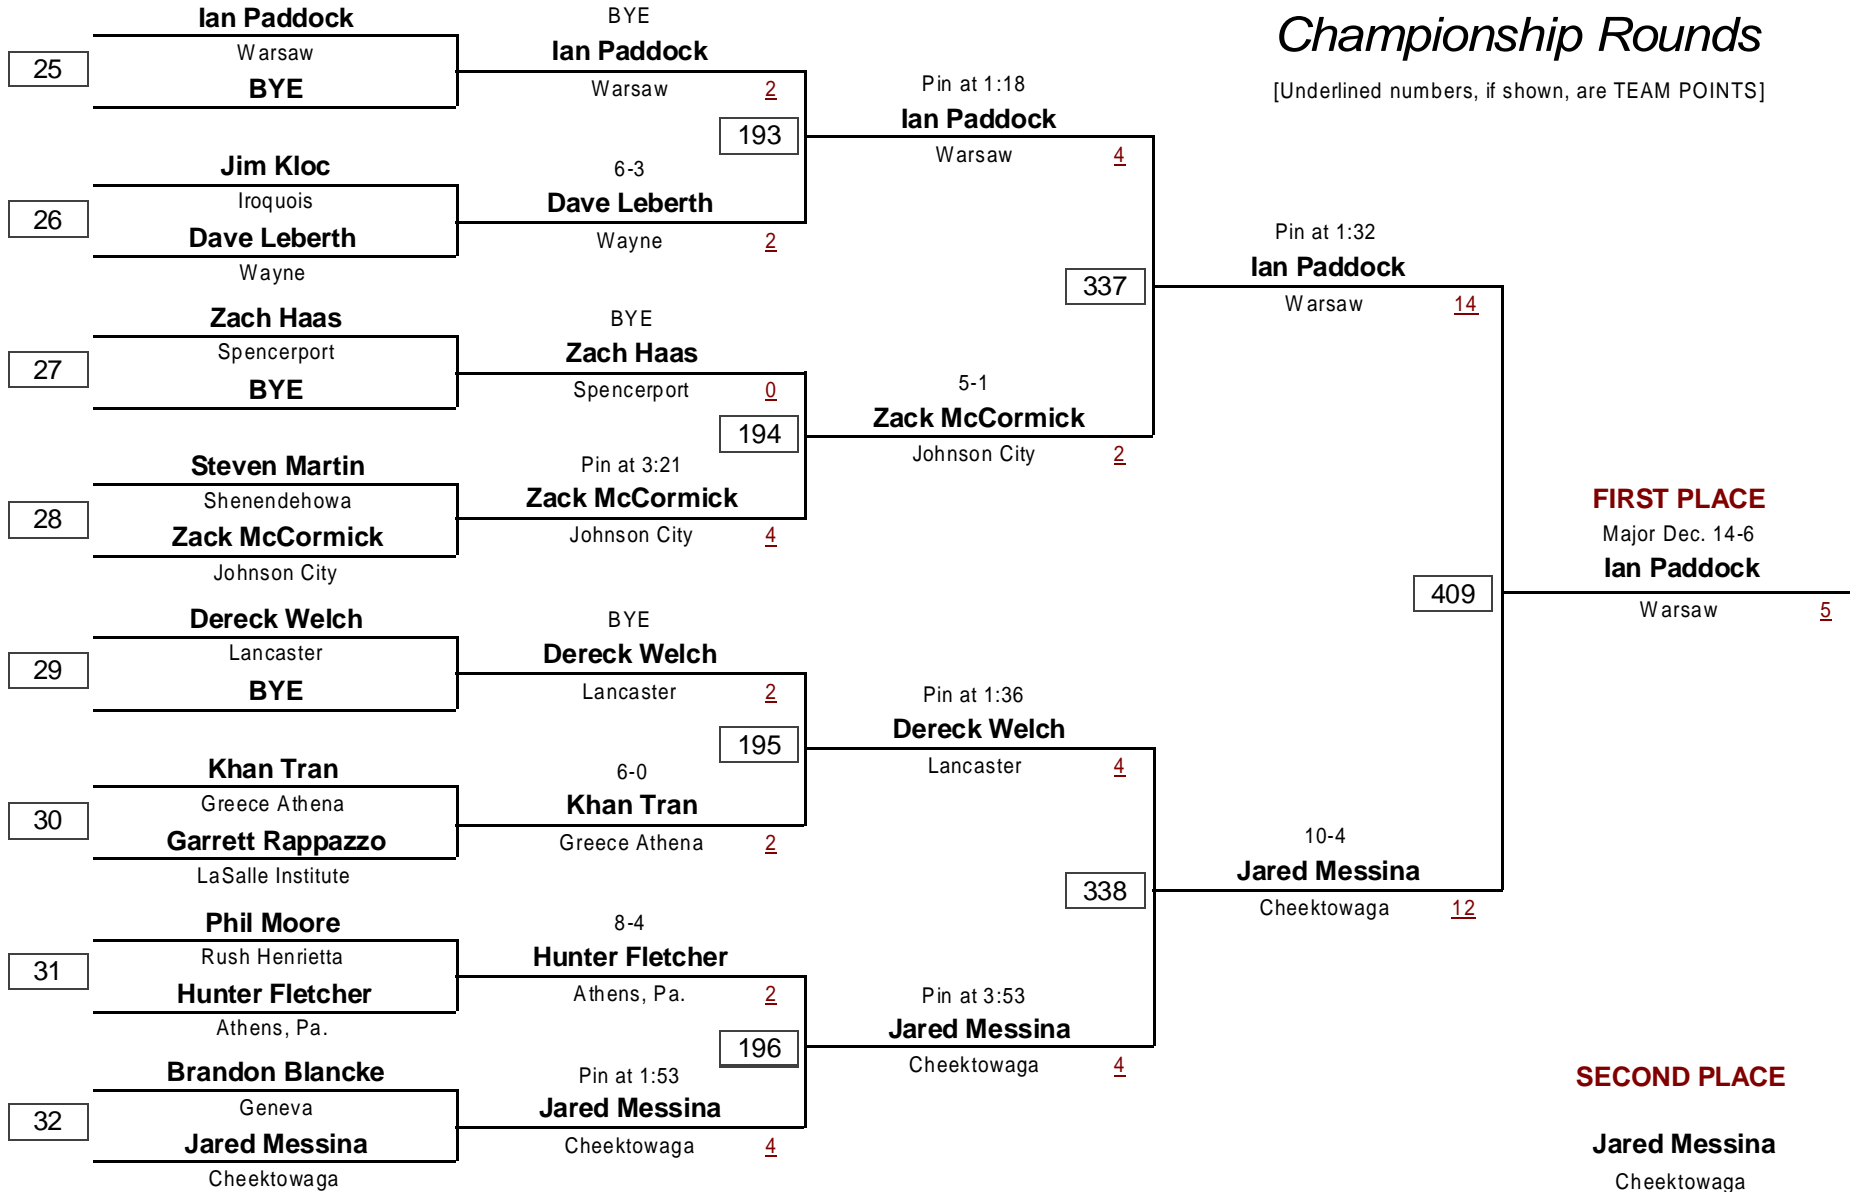 Championship Rounds
[Underlined numbers, if shown, are TEAM POINTS]
Ian Paddock
Warsaw
25
BYE
Jim Kloc
Iroquois
26
Dave Leberth
Wayne
Zach Haas
Spencerport
27
BYE
Steven Martin
Shenendehowa
28
Zack McCormick
Johnson City
Dereck Welch
Lancaster
29
BYE
Khan Tran
Greece Athena
30
Garrett Rappazzo
LaSalle Institute
Phil Moore
Rush Henrietta
31
Hunter Fletcher
Athens, Pa.
Brandon Blancke
Geneva
32
Jared Messina
Cheektowaga
BYE
Ian Paddock
Warsaw 2
193
6-3
Dave Leberth
Wayne 2
BYE
Zach Haas
Spencerport 0
194
Pin at 3:21
Zack McCormick
Johnson City 4
BYE
Dereck Welch
Lancaster 2
195
6-0
Khan Tran
Greece Athena 2
8-4
Hunter Fletcher
Athens, Pa. 2
196
Pin at 1:53
Jared Messina
Cheektowaga 4
Pin at 1:18
Ian Paddock
Warsaw 4
337
5-1
Zack McCormick
Johnson City 2
Pin at 1:36
Dereck Welch
Lancaster 4
338
Pin at 3:53
Jared Messina
Cheektowaga 4
Pin at 1:32
Ian Paddock
Warsaw 14
409
10-4
Jared Messina
Cheektowaga 12
FIRST PLACE
Major Dec. 14-6
Ian Paddock
Warsaw 5
SECOND PLACE
Jared Messina
Cheektowaga